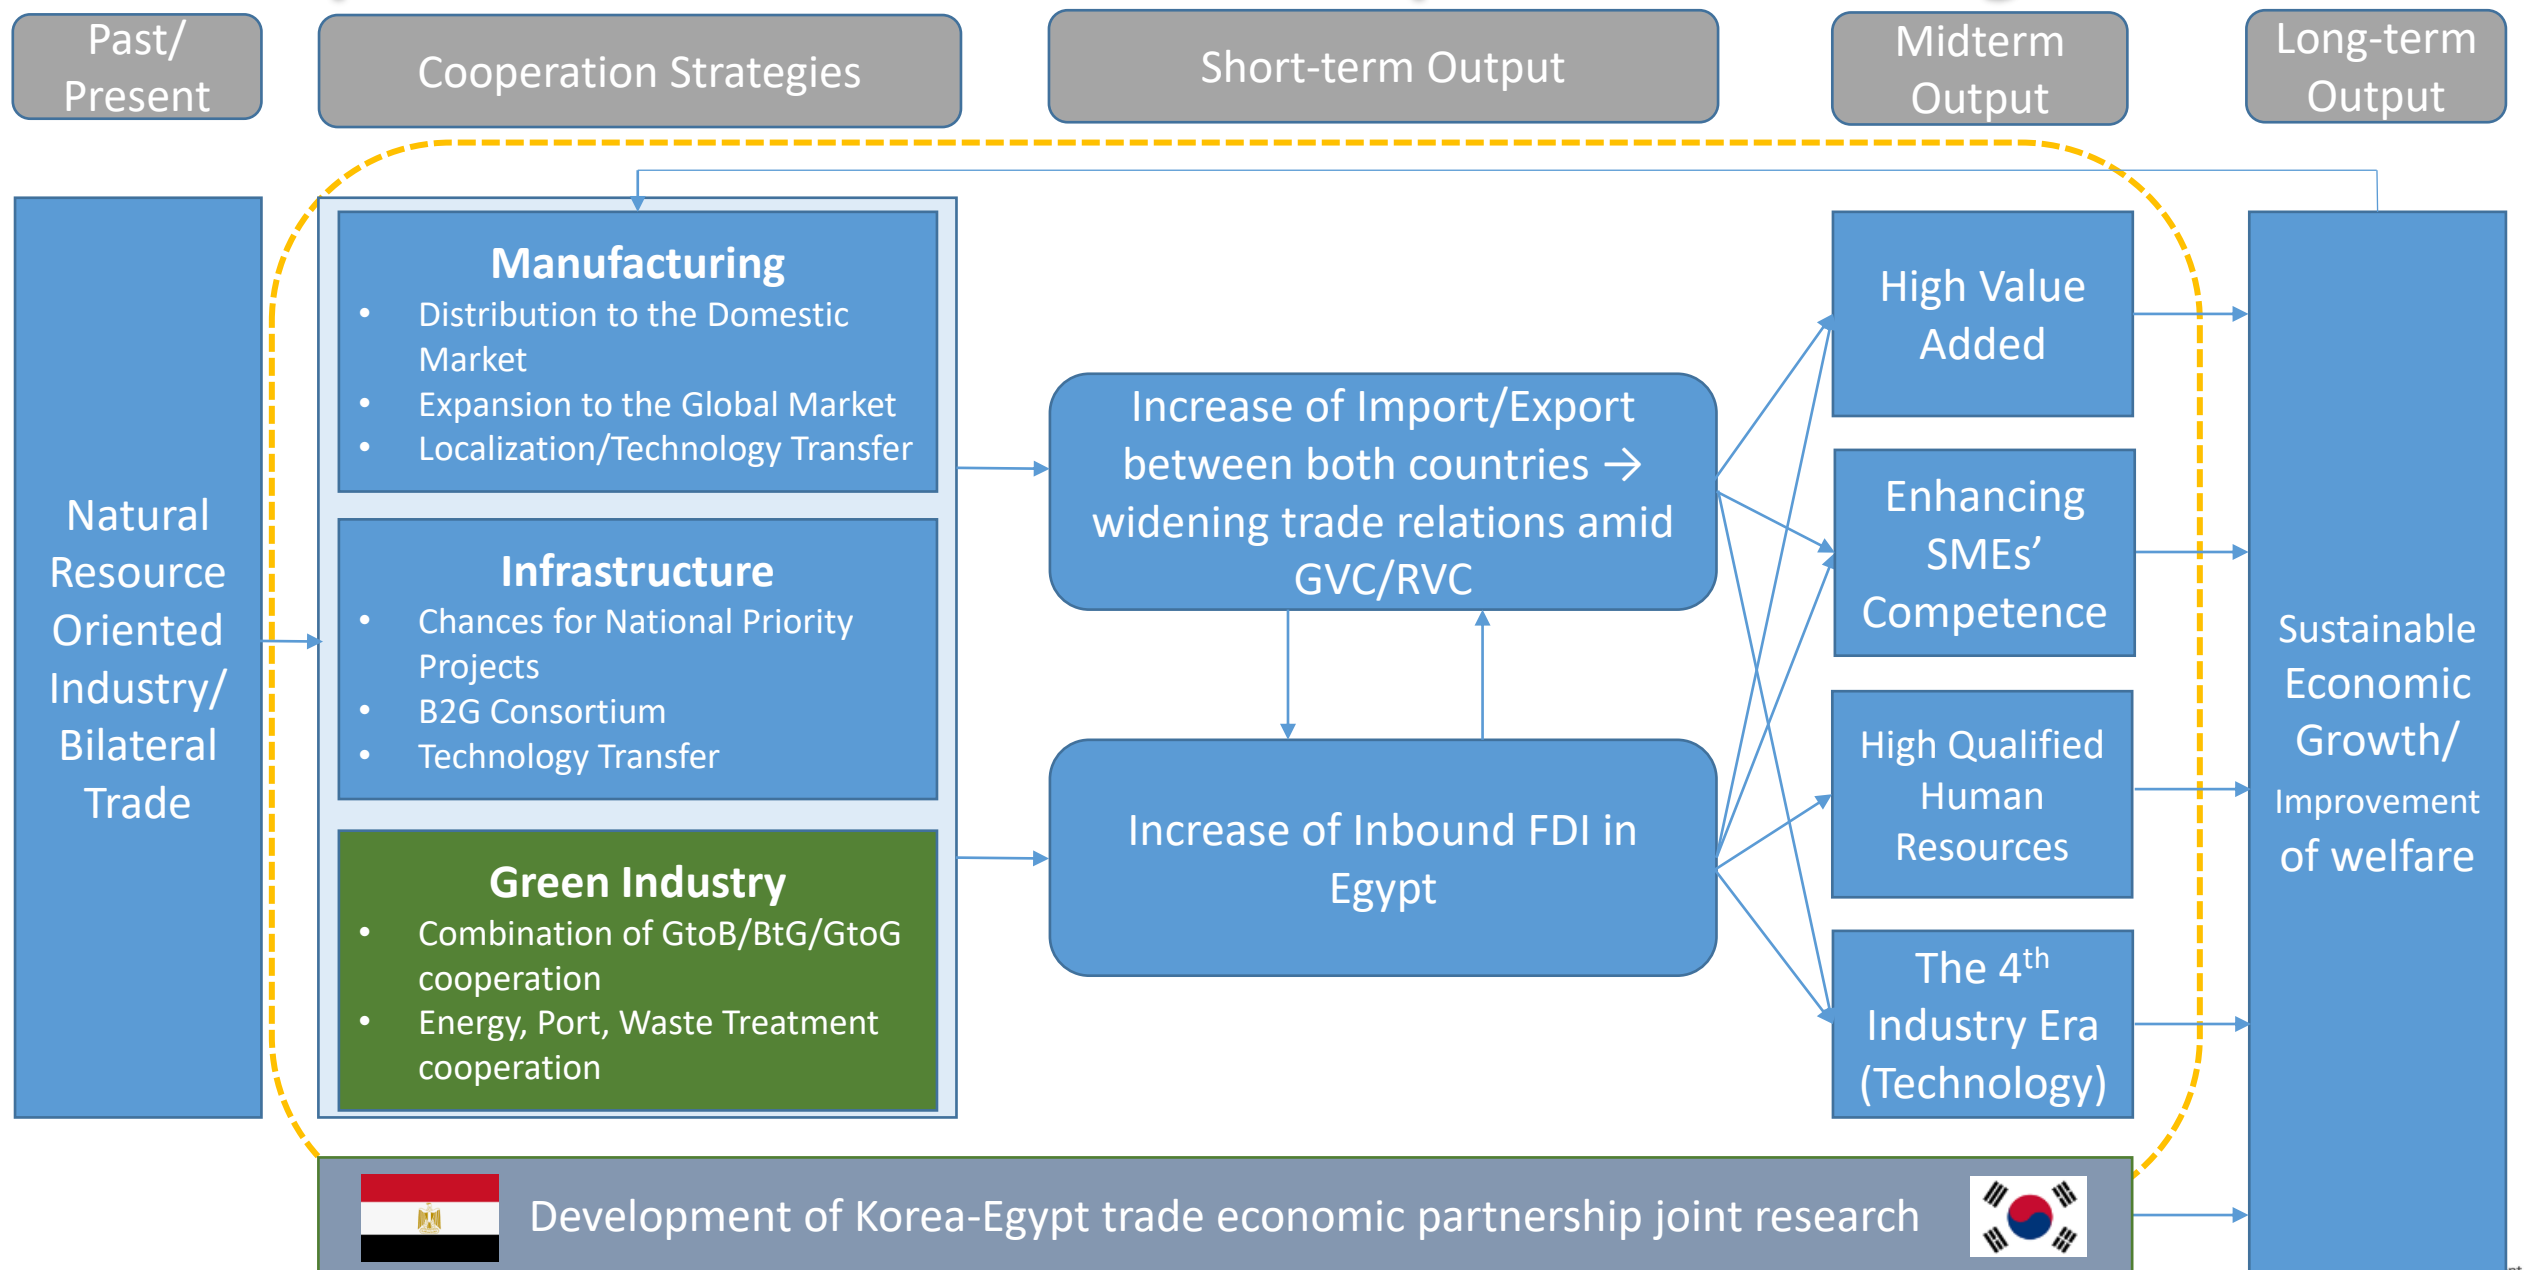 Past/
Present
Cooperation Strategies
Short-term Output
Midterm
Output
Long-term
Output
Natural
Resource
Oriented
Industry/
Bilateral
Trade
Manufacturing
• Distribution to the Domestic
Market
• Expansion to the Global Market
• Localization/Technology Transfer
Infrastructure
• Chances for National Priority
Projects
• B2G Consortium
• Technology Transfer
Green Industry
• Combination of GtoB/BtG/GtoG
cooperation
• Energy, Port, Waste Treatment
cooperation
Increase of Import/Export
between both countries →
widening trade relations amid
GVC/RVC
Increase of Inbound FDI in
Egypt
High Value
Added
Enhancing
SMEs’
Competence
High Qualified
Human
Resources
The 4th
Industry Era
(Technology)
Sustainable
Economic
Growth/
Improvement
of welfare
Development of Korea-Egypt trade economic partnership joint research